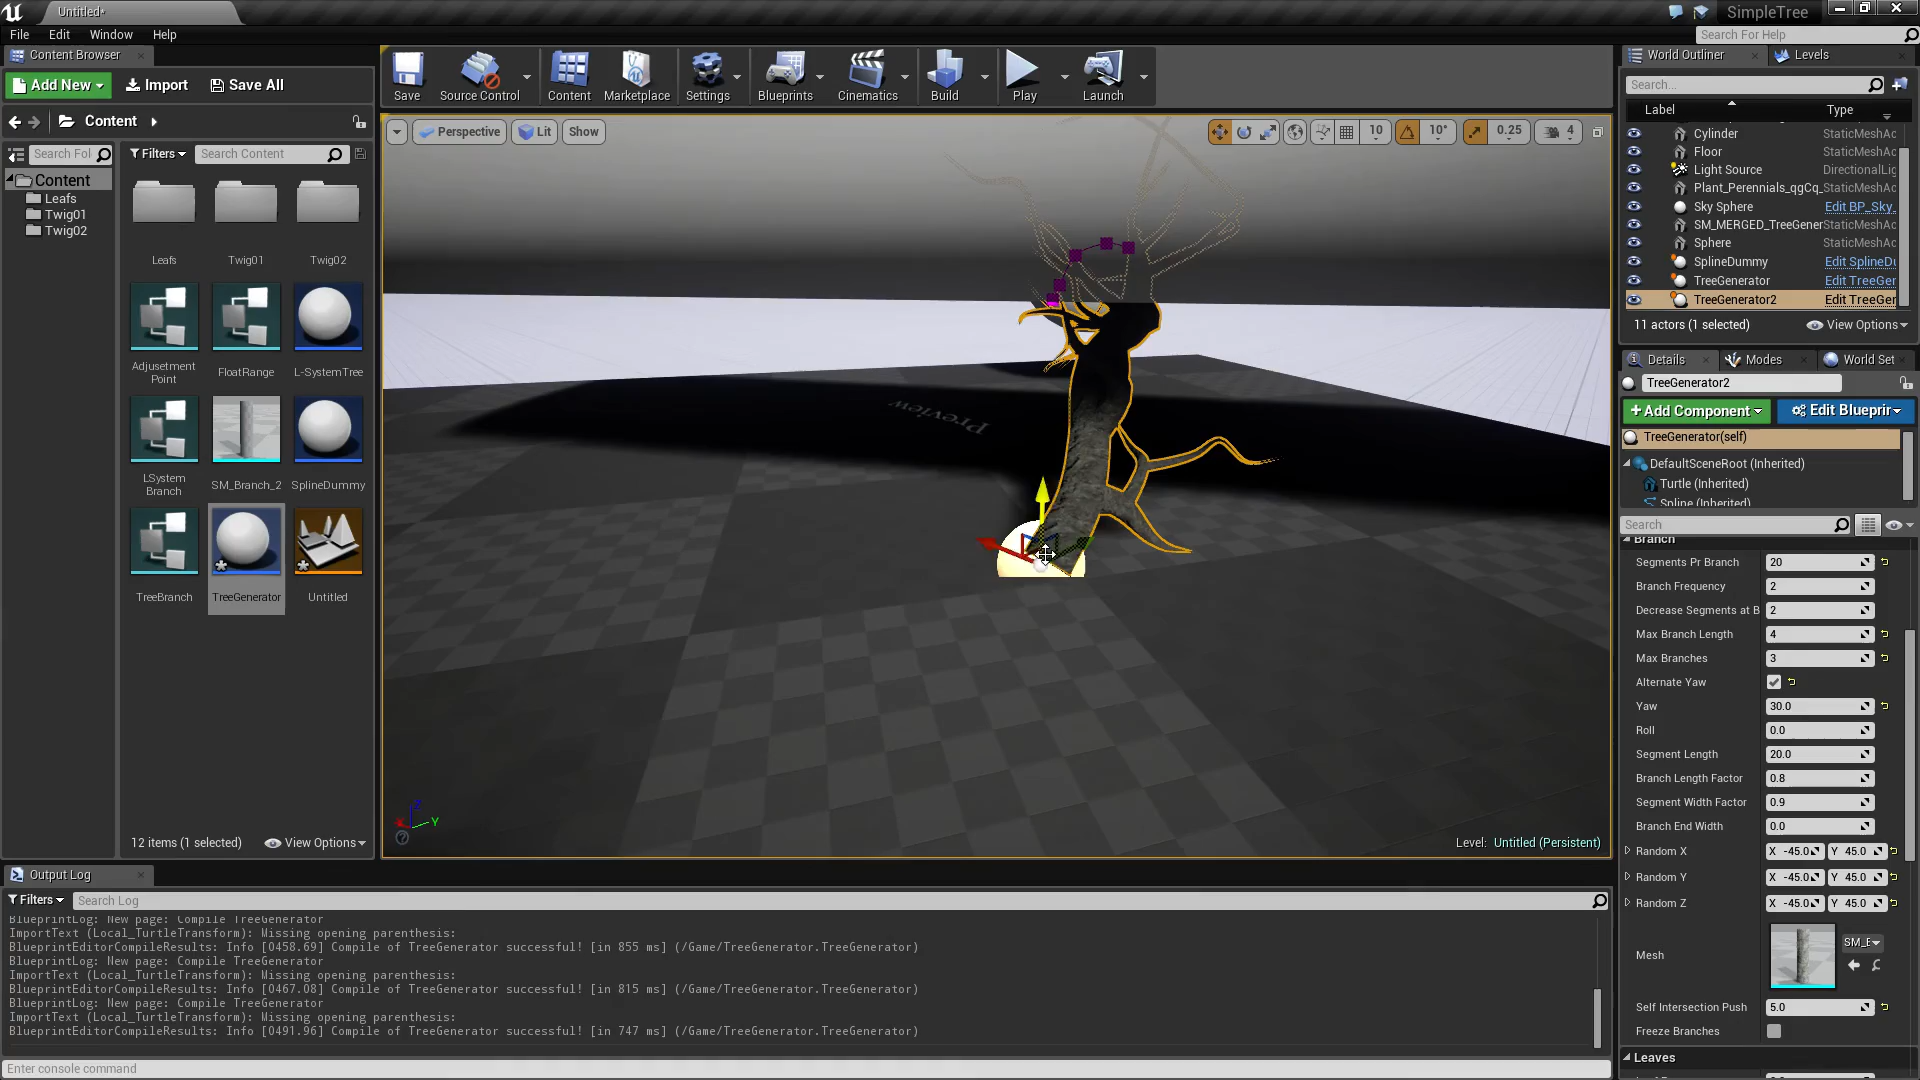 Untitled*
SimpleTree
File Edit Window Help
Search For Help
Content Browser
Add New
Import
Save All
Content
Search Fol
Filters
Search Content
Content
Leafs
Twig01
Twig02
Leafs
Twig01
Twig02
Adjusetment Point
FloatRange
L-SystemTree
LSystem Branch
SM_Branch_2
SplineDummy
TreeBranch
TreeGenerator
Untitled
12 items (1 selected)
View Options
Save
Source Control
Content
Marketplace
Settings
Blueprints
Cinematics
Build
Play
Launch
Perspective
Lit
Show
10
10°
0.25
4
Preview
Z
X
Y
Level: Untitled (Persistent)
World Outliner
Levels
Search...
Label
Type
Cylinder StaticMeshAc
Floor StaticMeshAc
Light Source DirectionalLig
Plant_Perennials_qgCq_ StaticMeshAc
Sky Sphere Edit BP_Sky_
SM_MERGED_TreeGener StaticMeshAc
Sphere StaticMeshAc
SplineDummy Edit SplineDu
TreeGenerator Edit TreeGer
TreeGenerator2 Edit TreeGer
11 actors (1 selected)
View Options
Details
Modes
World Set
TreeGenerator2
+Add Component
Edit Blueprir
TreeGenerator(self)
DefaultSceneRoot (Inherited)
Turtle (Inherited)
Spline (Inherited)
Search
Branch
Segments Pr Branch 20
Branch Frequency 2
Decrease Segments at B 2
Max Branch Length 4
Max Branches 3
Alternate Yaw
Yaw 30.0
Roll 0.0
Segment Length 20.0
Branch Length Factor 0.8
Segment Width Factor 0.9
Branch End Width 0.0
Random X X -45.0 Y 45.0
Random Y X -45.0 Y 45.0
Random Z X -45.0 Y 45.0
Mesh
SM_E
Self Intersection Push 5.0
Freeze Branches
Leaves
Output Log
Filters
Search Log
BlueprintLog: New page: Compile TreeGenerator
ImportText (Local_TurtleTransform): Missing opening parenthesis:
BlueprintEditorCompileResults: Info [0458.69] Compile of TreeGenerator successful! [in 855 ms] (/Game/TreeGenerator.TreeGenerator)
BlueprintLog: New page: Compile TreeGenerator
ImportText (Local_TurtleTransform): Missing opening parenthesis:
BlueprintEditorCompileResults: Info [0467.08] Compile of TreeGenerator successful! [in 815 ms] (/Game/TreeGenerator.TreeGenerator)
BlueprintLog: New page: Compile TreeGenerator
ImportText (Local_TurtleTransform): Missing opening parenthesis:
BlueprintEditorCompileResults: Info [0491.96] Compile of TreeGenerator successful! [in 747 ms] (/Game/TreeGenerator.TreeGenerator)
Enter console command